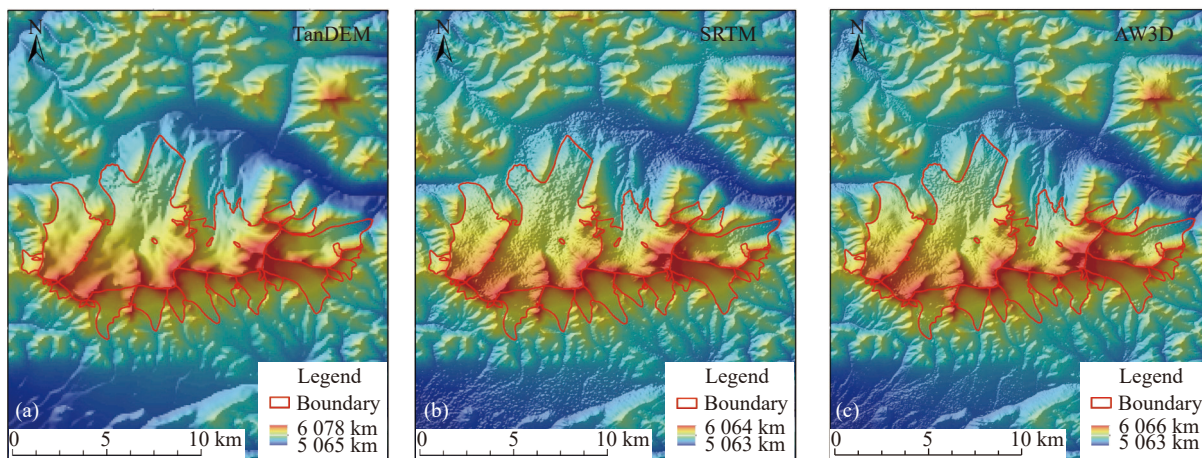 N
TanDEM
Legend
Boundary
6 078 km
5 065 km
(a)
0 5 10 km
N
SRTM
Legend
Boundary
6 064 km
5 063 km
(b)
0 5 10 km
N
AW3D
Legend
Boundary
6 066 km
5 063 km
(c)
0 5 10 km